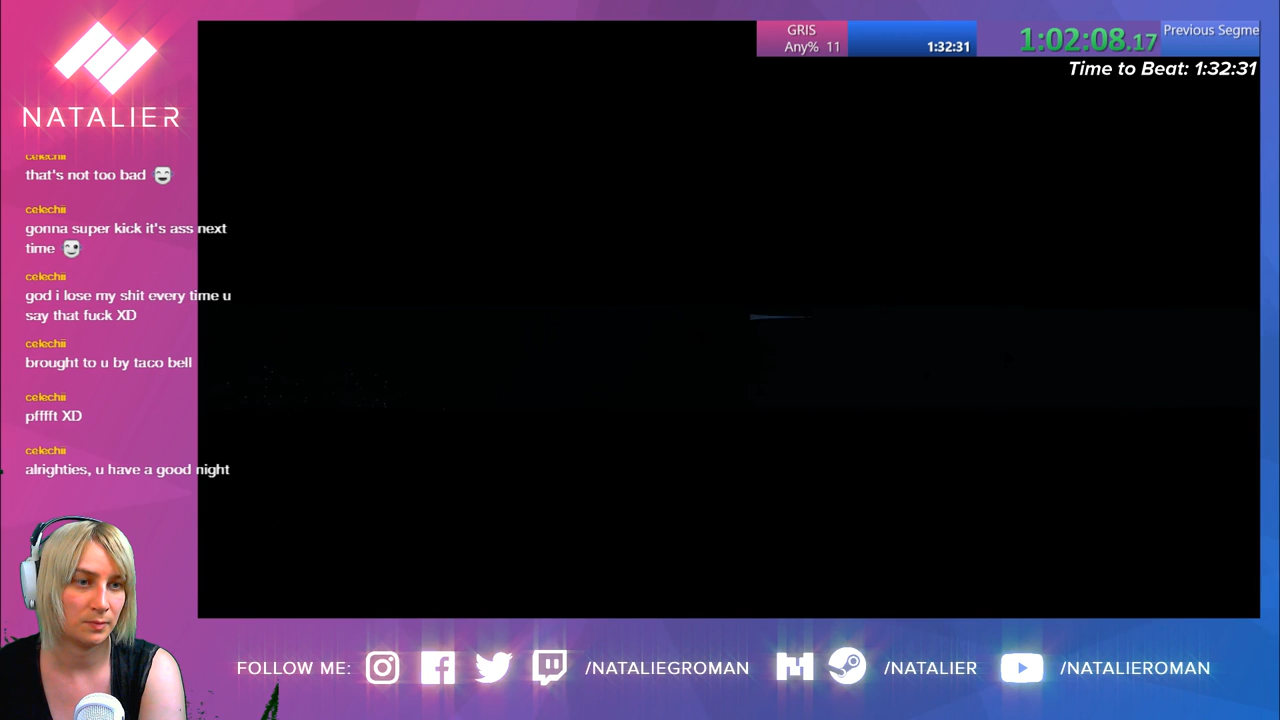 NATALIER
celechii
that's not too bad
celechii
gonna super kick it's ass next
time
celechii
god i lose my shit every time u
say that fuck XD
celechii
brought to u by taco bell
celechii
pfffft XD
celechii
alrighties, u have a good night
GRIS
Any% 11
1:32:31
1:02:08.17
Previous Segme
Time to Beat: 1:32:31
FOLLOW ME:
/NATALIEGROMAN
/NATALIER
/NATALIEROMAN